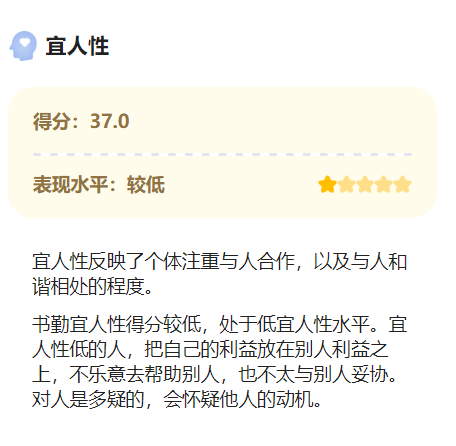 宜人性
得分：37.0
表现水平：较低
宜人性反映了个体注重与人合作，以及与人和
谐相处的程度。
书勤宜人性得分较低，处于低宜人性水平。宜
人性低的人，把自己的利益放在别人利益之
上，不乐意去帮助别人，也不太与别人妥协。
对人是多疑的，会怀疑他人的动机。